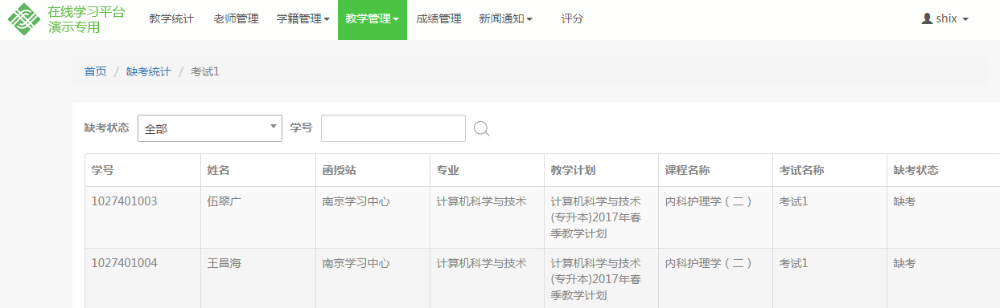 在线学习平台
演示专用
教学统计 老师管理 学籍管理 教学管理 成绩管理 新闻通知 评分 shix
首页 / 缺考统计 / 考试1
缺考状态 全部 学号
学号 姓名 函授站 专业 教学计划 课程名称 考试名称 缺考状态
1027401003 伍翠广 南京学习中心 计算机科学与技术 计算机科学与技术 内科护理学（二） 考试1 缺考
(专升本)2017年春
季教学计划
1027401004 王昌海 南京学习中心 计算机科学与技术 计算机科学与技术 内科护理学（二） 考试1 缺考
(专升本)2017年春
季教学计划